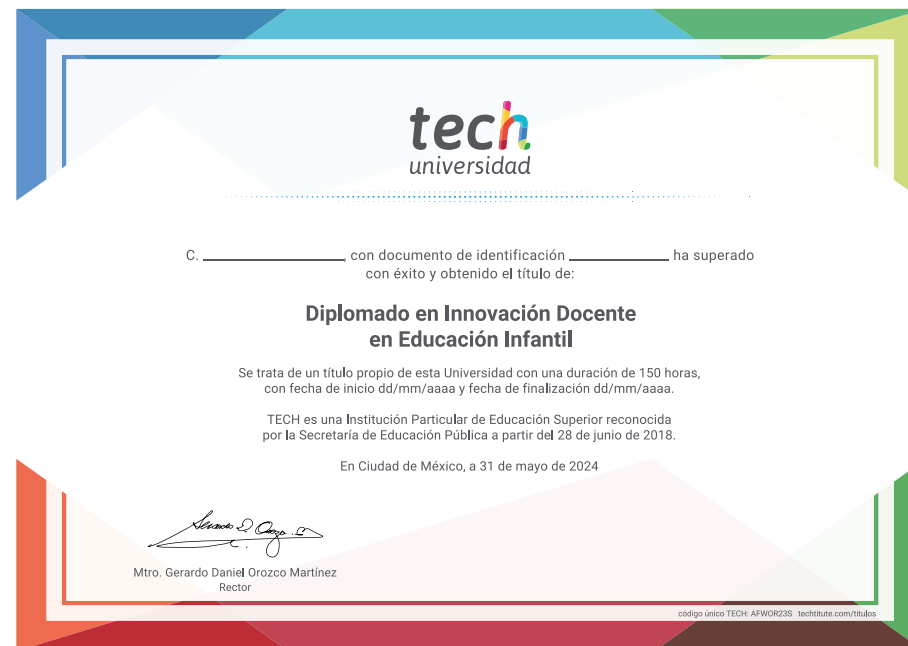 tech
universidad
C. ____________, con documento de identificación ____________ ha superado
con éxito y obtenido el título de:
Diplomado en Innovación Docente
en Educación Infantil
Se trata de un título propio de esta Universidad con una duración de 150 horas,
con fecha de inicio dd/mm/aaaa y fecha de finalización dd/mm/aaaa.
TECH es una Institución Particular de Educación Superior reconocida
por la Secretaría de Educación Pública a partir del 28 de junio de 2018.
En Ciudad de México, a 31 de mayo de 2024
Mtro. Gerardo Daniel Orozco Martínez
Rector
código único TECH: AFWOR23S techtitute.com/titulos